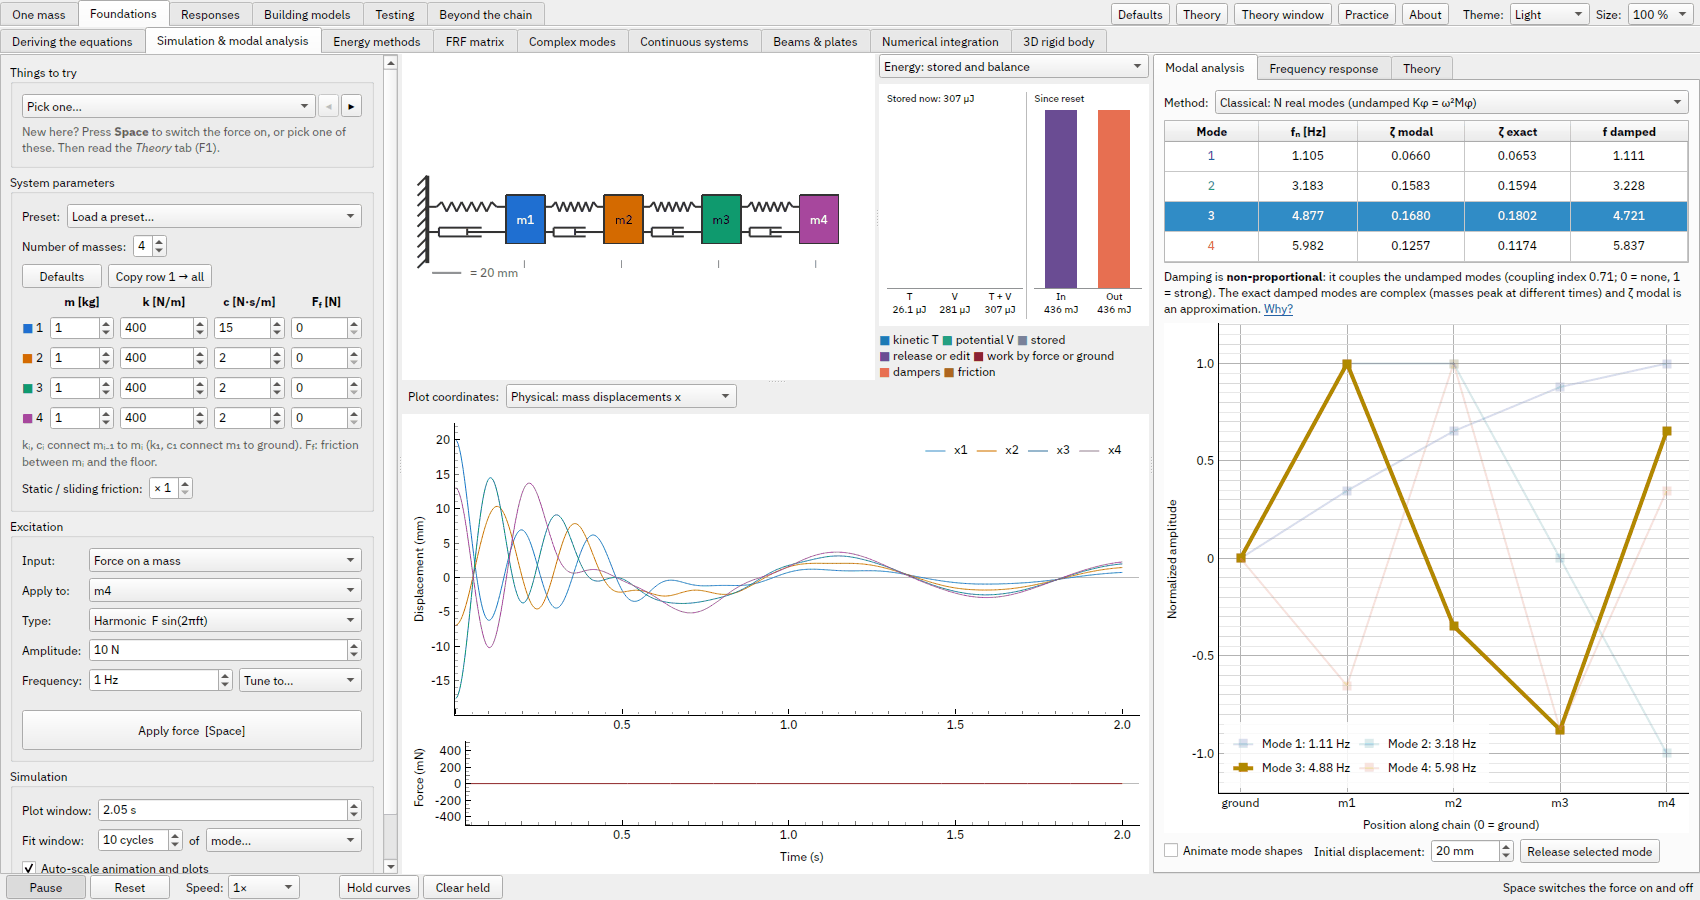 One mass Foundations Responses Building models Testing Beyond the chain Defaults Theory Theory window Practice About Theme: Light Size: 100 %
Deriving the equations Simulation & modal analysis Energy methods FRF matrix Complex modes Continuous systems Beams & plates Numerical integration 3D rigid body
Things to try
Pick one...
New here? Press Space to switch the force on, or pick one of
these. Then read the Theory tab (F1).
System parameters
Preset: Load a preset...
Number of masses: 4
Defaults Copy row 1 → all
m [kg] k [N/m] c [N·s/m] Ff [N]
1 1 400 15 0
2 1 400 2 0
3 1 400 2 0
4 1 400 2 0
kᵢ, cᵢ connect mᵢ₋₁ to mᵢ (k₁, c₁ connect m₁ to ground). Ff: friction
between mᵢ and the floor.
Static / sliding friction: × 1
Excitation
Input: Force on a mass
Apply to: m4
Type: Harmonic F sin(2πft)
Amplitude: 10 N
Frequency: 1 Hz Tune to...
Apply force [Space]
Simulation
Plot window: 2.05 s
Fit window: 10 cycles of mode...
Auto-scale animation and plots
m1 m2 m3 m4
= 20 mm
Energy: stored and balance
Stored now: 307 µJ Since reset
T V T + V In Out
26.1 µJ 281 µJ 307 µJ 436 mJ 436 mJ
kinetic T potential V stored
release or edit work by force or ground
dampers friction
Plot coordinates: Physical: mass displacements x
Displacement (mm)
20
15
10
5
0
-5
-10
-15
x1 x2 x3 x4
0.5 1.0 1.5 2.0
Force (mN)
400
200
0
-200
-400
0.5 1.0 1.5 2.0
Time (s)
Modal analysis Frequency response Theory
Method: Classical: N real modes (undamped Kφ = ω²Mφ)
Mode fₙ [Hz] ζ modal ζ exact f damped
1 1.105 0.0660 0.0653 1.111
2 3.183 0.1583 0.1594 3.228
3 4.877 0.1680 0.1802 4.721
4 5.982 0.1257 0.1174 5.837
Damping is non-proportional: it couples the undamped modes (coupling index 0.71; 0 = none, 1
= strong). The exact damped modes are complex (masses peak at different times) and ζ modal is
an approximation. Why?
Normalized amplitude
1.0
0.5
0
-0.5
-1.0
Mode 1: 1.11 Hz Mode 2: 3.18 Hz
Mode 3: 4.88 Hz Mode 4: 5.98 Hz
ground m1 m2 m3 m4
Position along chain (0 = ground)
Animate mode shapes Initial displacement: 20 mm Release selected mode
Pause Reset Speed: 1× Hold curves Clear held Space switches the force on and off